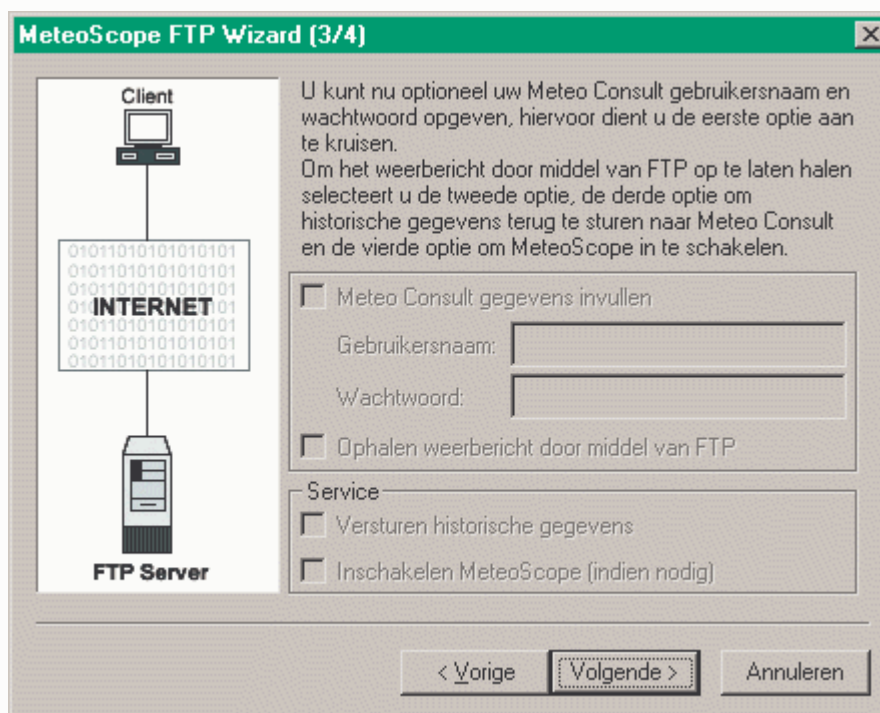 MeteoScope FTP Wizard (3/4)
Client
0101101010101010101
0101101010101010101
0101101010101010101
INTERNET
0101101010101010101
0101101010101010101
0101101010101010101
FTP Server
U kunt nu optioneel uw Meteo Consult gebruikersnaam en
wachtwoord opgeven, hiervoor dient u de eerste optie aan
te kruisen.
Om het weerbericht door middel van FTP op te laten halen
selecteert u de tweede optie, de derde optie om
historische gegevens terug te sturen naar Meteo Consult
en de vierde optie om MeteoScope in te schakelen.
Meteo Consult gegevens invullen
Gebruikersnaam:
Wachtwoord:
Ophalen weerbericht door middel van FTP
Service
Versturen historische gegevens
Inschakelen MeteoScope (indien nodig)
< Vorige
Volgende >
Annuleren